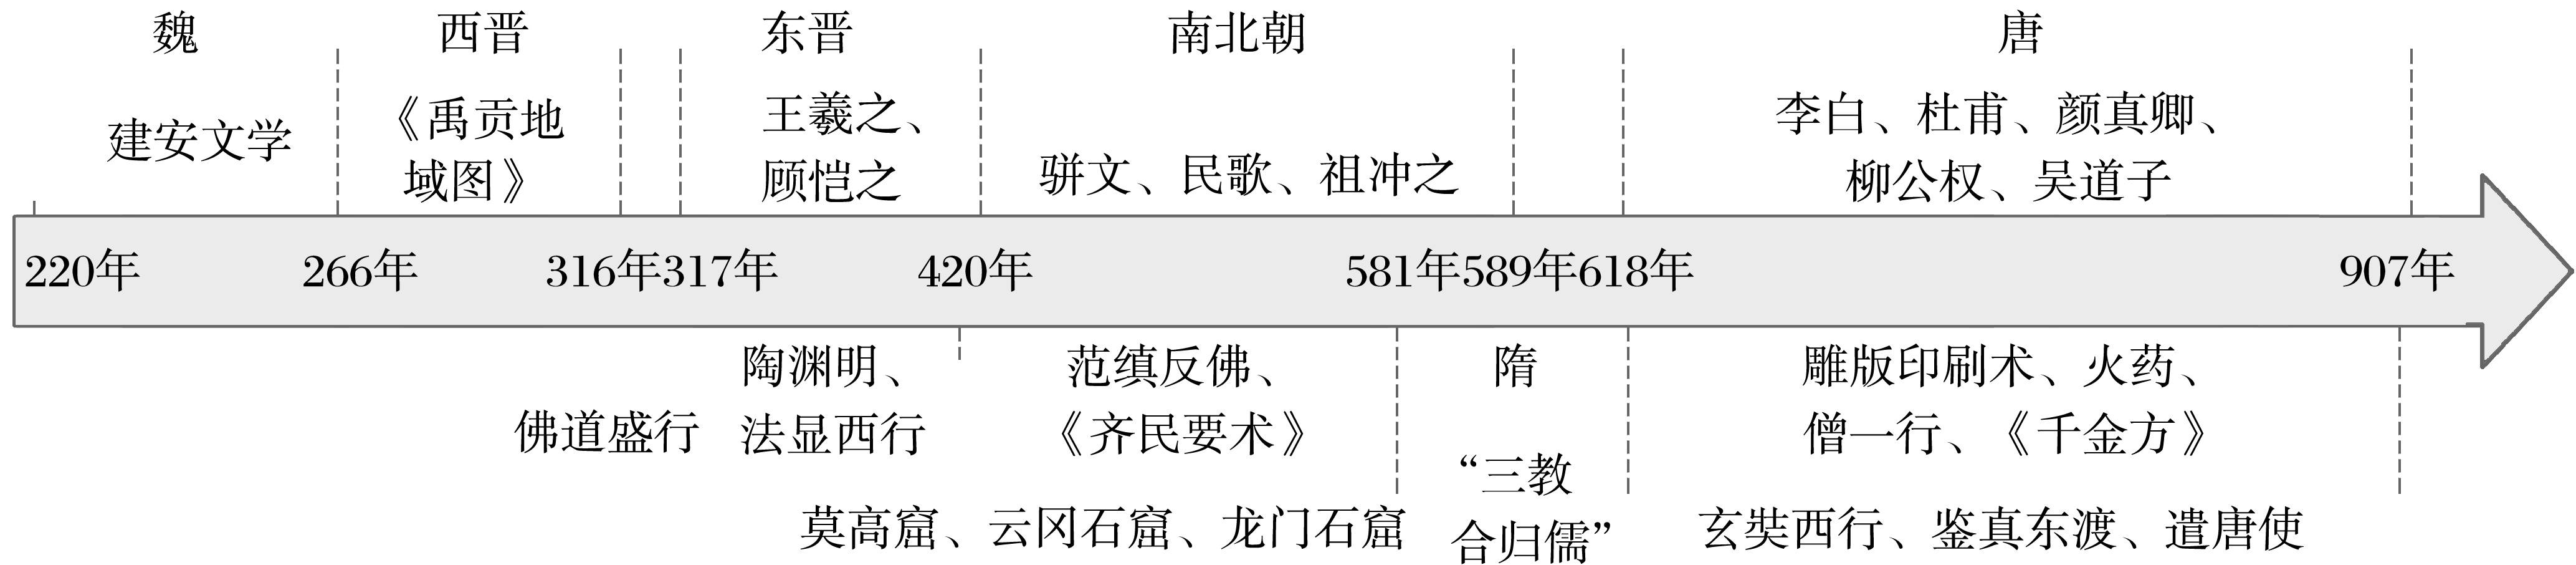 魏
西晋
东晋
南北朝
唐
建安文学
《禹贡地
域图》
王羲之、
顾恺之
骈文、民歌、祖冲之
李白、杜甫、颜真卿、
柳公权、吴道子
220年
266年
316年
317年
420年
581年
589年
618年
907年
佛道盛行
陶渊明、
法显西行
范缜反佛、
《齐民要术》
莫高窟、云冈石窟、龙门石窟
隋
“三教
合归儒”
雕版印刷术、火药、
僧一行、《千金方》
玄奘西行、鉴真东渡、遣唐使